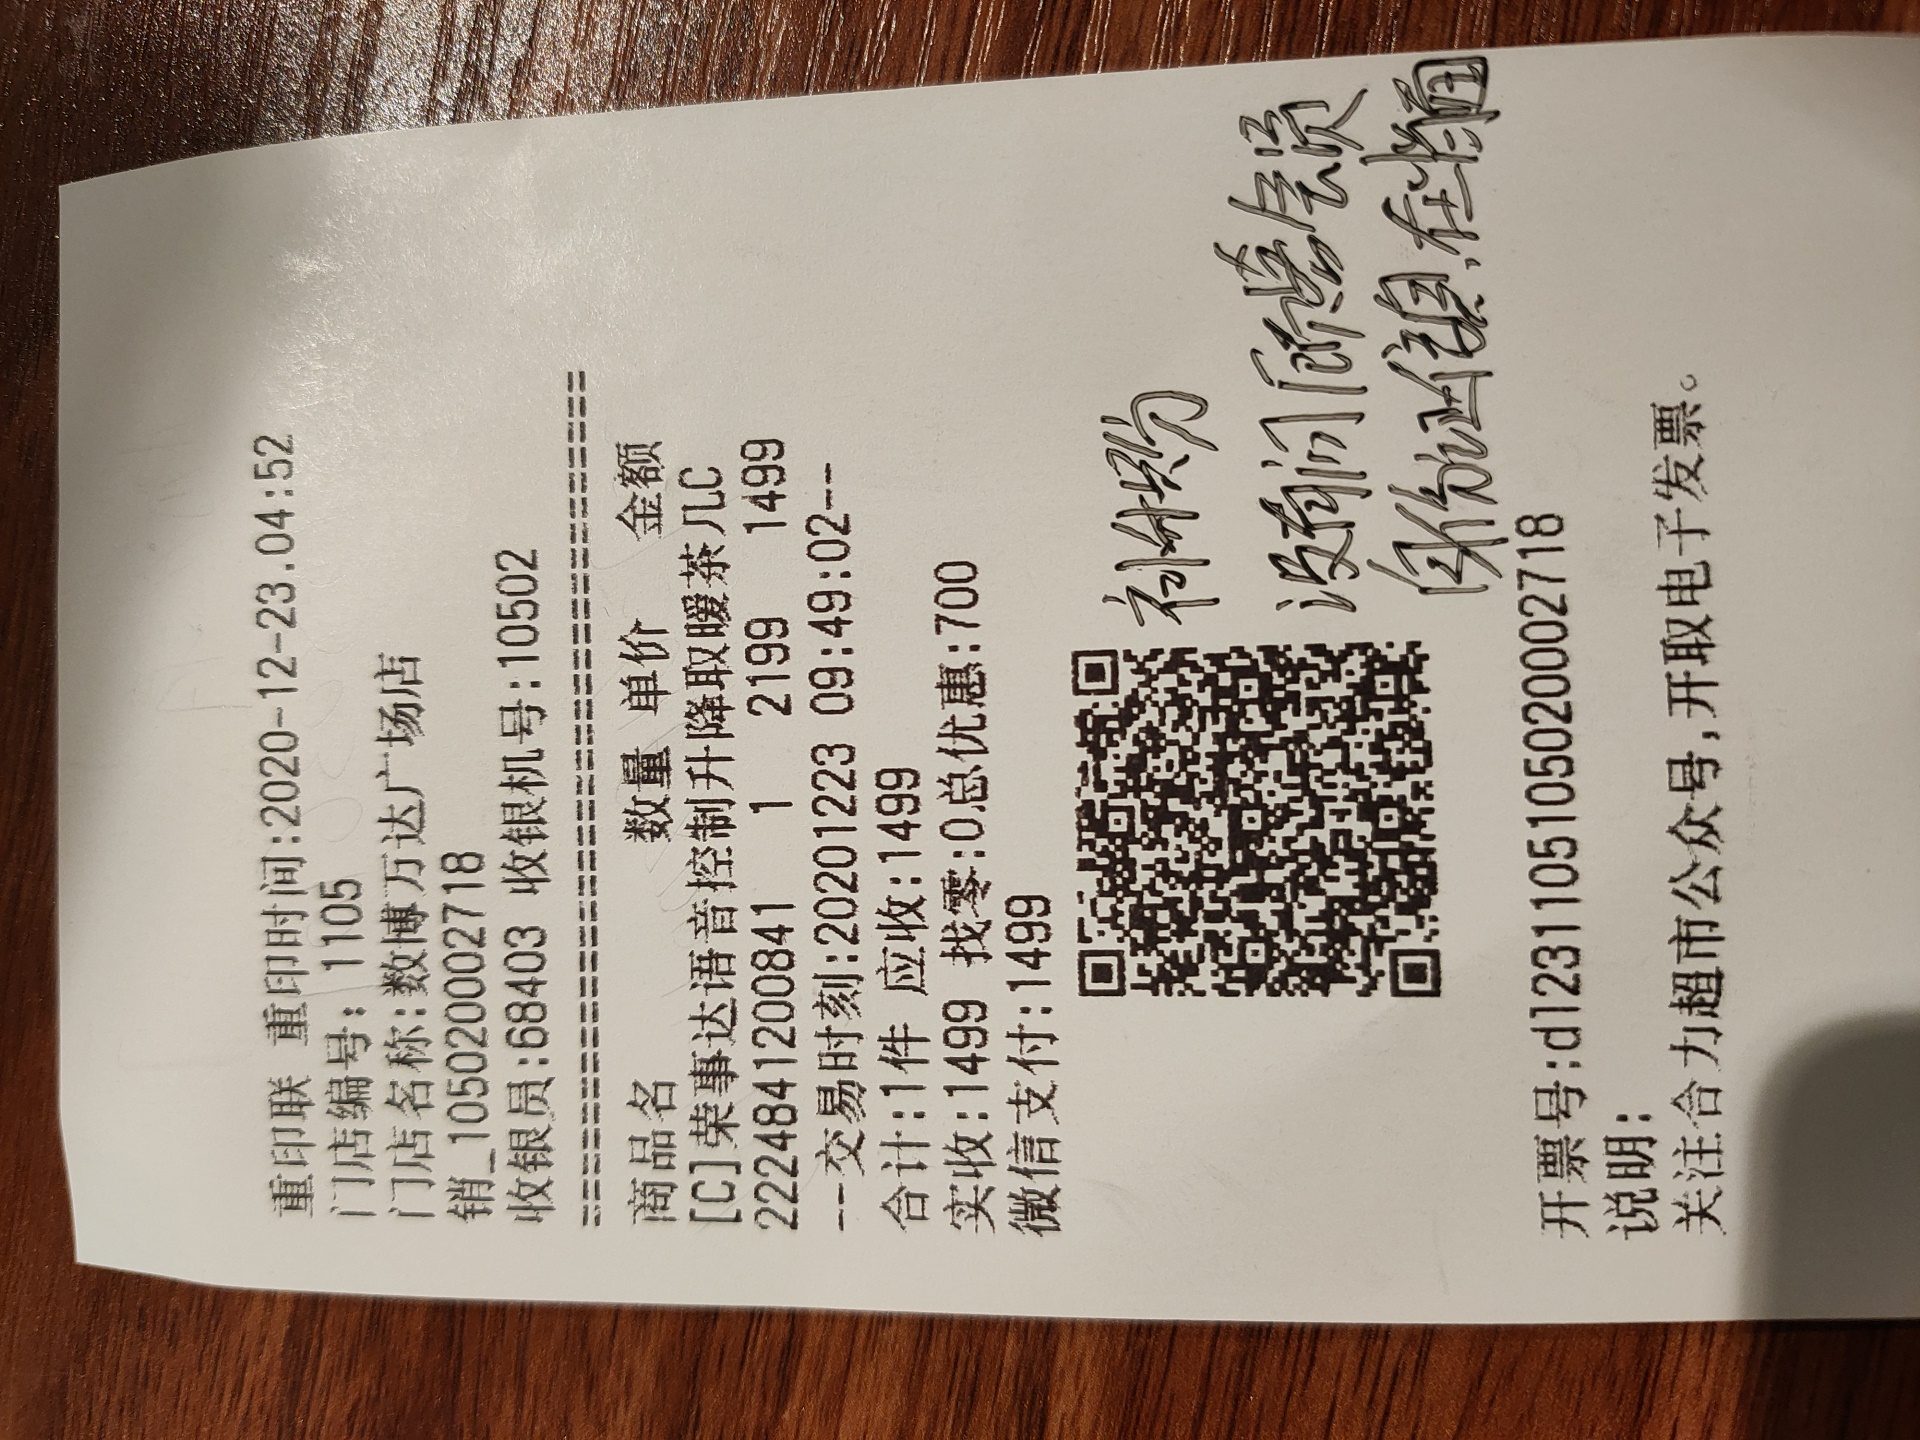 重印联 重印时间:2020-12-23.04:52
门店编号: 1105
门店名称:数博万达广场店
销_105020002718
收银员:68403 收银机号:10502
================================================
商品名 数量 单价 金额
[C]荣事达语音控制升降取暖茶几C
2224841200841 1 2199 1499
--交易时刻:20201223 09:49:02--
合计:1件 应收:1499
实收:1499 找零:0总优惠:700
微信支付:1499
开票号:d1231105105020002718
说明:
关注合力超市公众号,开取电子发票。